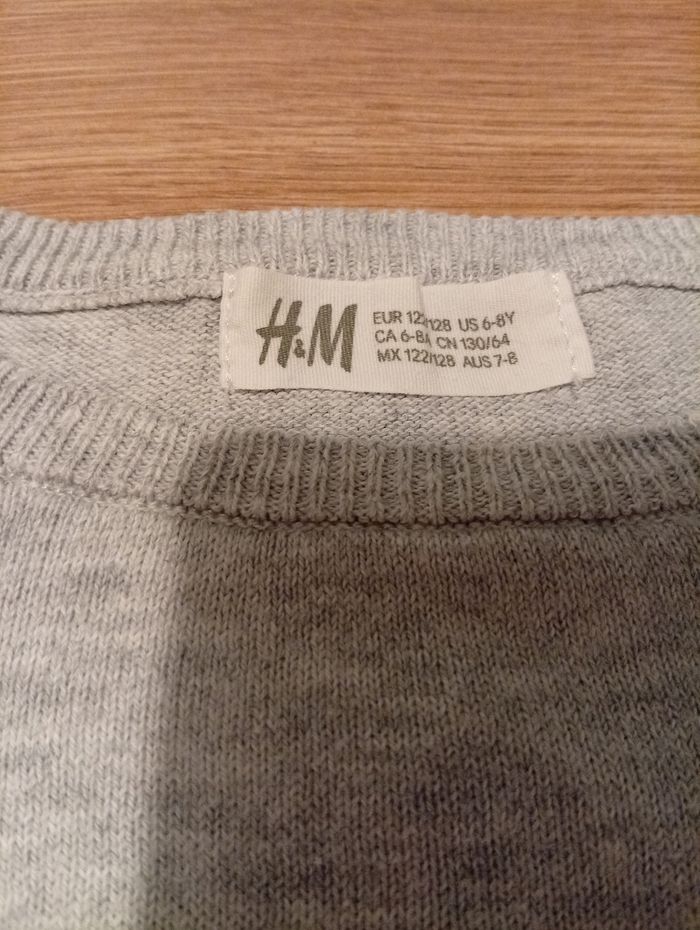 H&M
EUR 122/128 US 6-8Y
CA 6-8A CN 130/64
MX 122/128 AUS 7-8